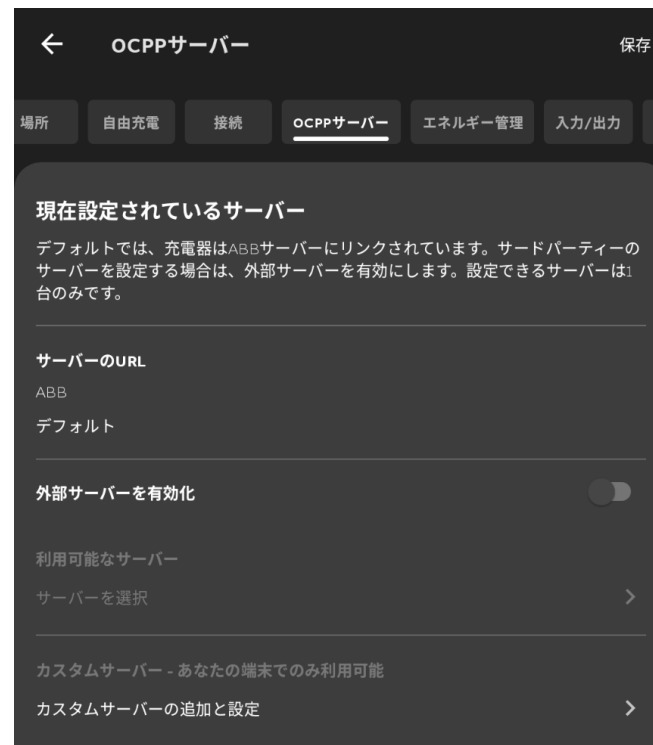 OCPPサーバー
保存
場所
自由充電
接続
OCPPサーバー
エネルギー管理
入力/出力
現在設定されているサーバー
デフォルトでは、充電器はABBサーバーにリンクされています。サードパーティーの
サーバーを設定する場合は、外部サーバーを有効にします。設定できるサーバーは1
台のみです。
サーバーのURL
ABB
デフォルト
外部サーバーを有効化
利用可能なサーバー
サーバーを選択
カスタムサーバー - あなたの端末でのみ利用可能
カスタムサーバーの追加と設定